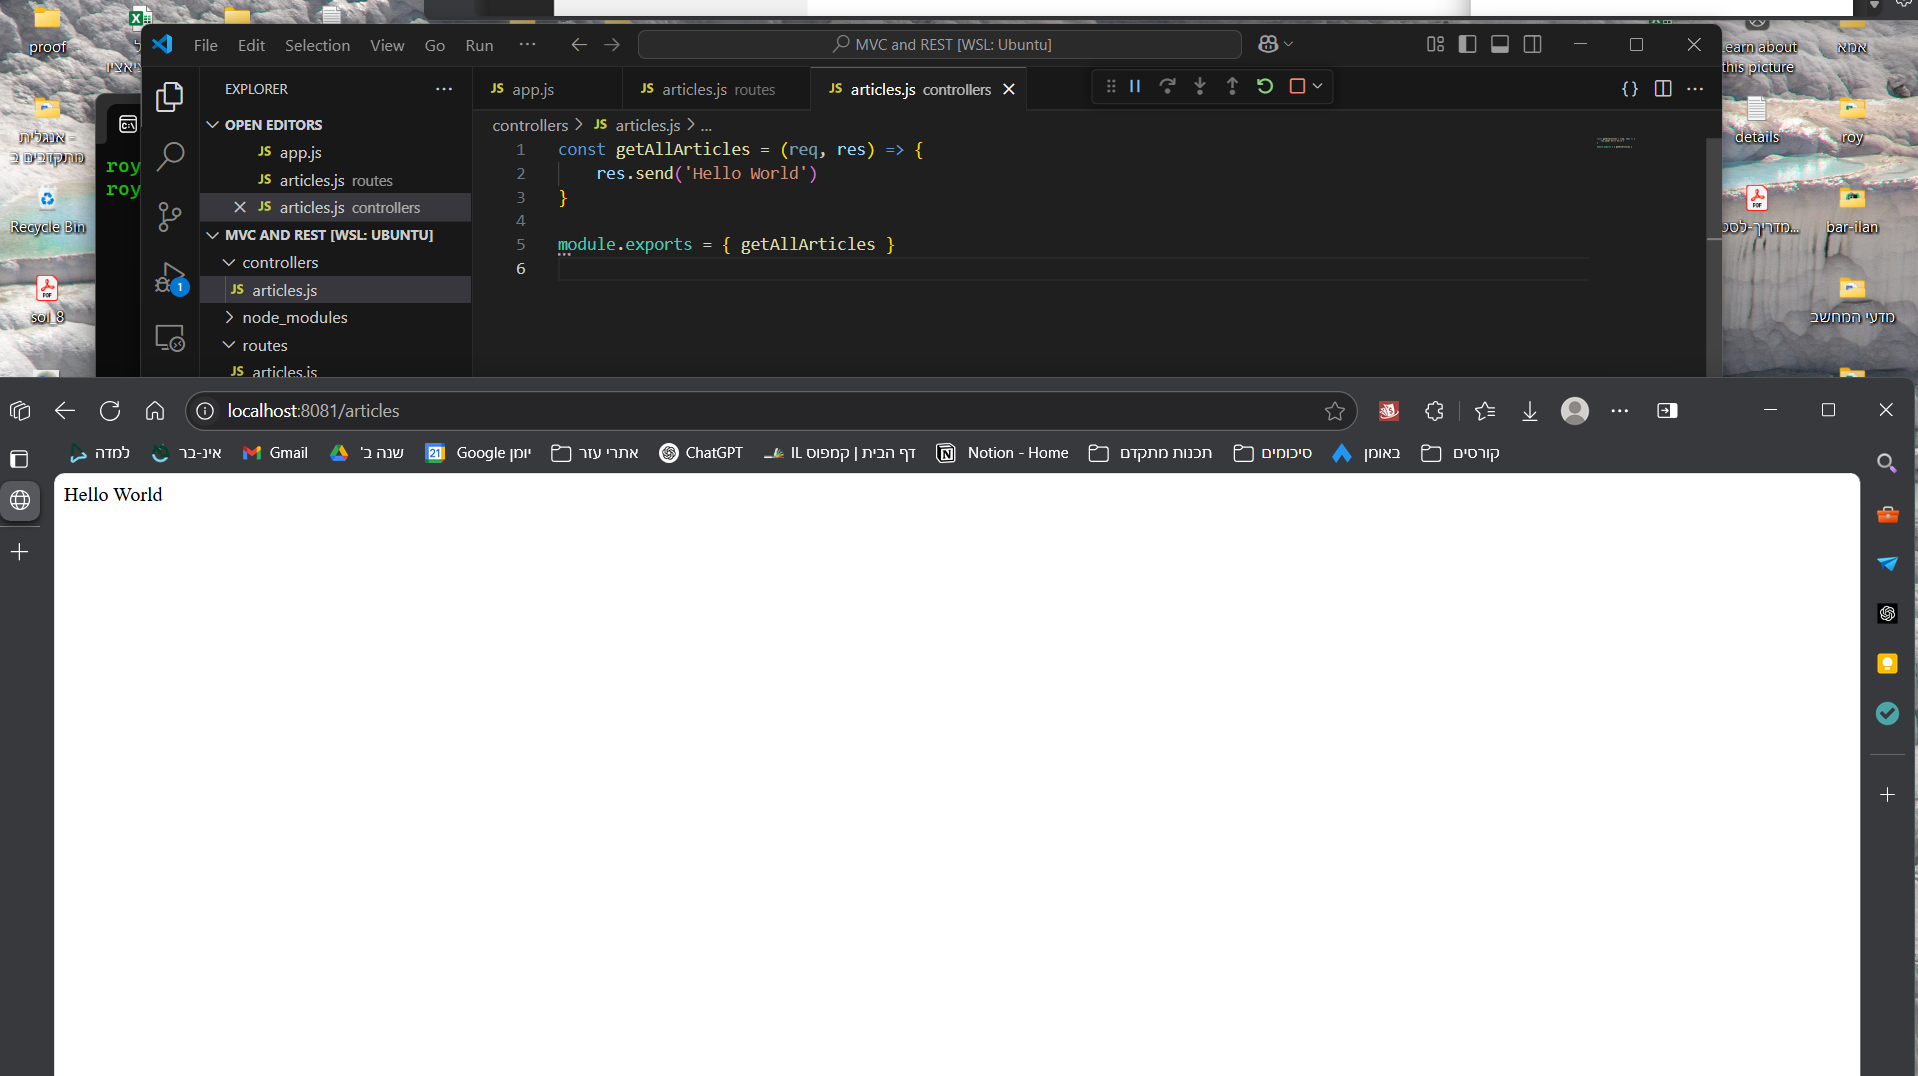 proof
earn about
this picture
אמא
אנגלית -
מתקדבים ב
Recycle Bin
sol_8
details
roy
bar-ilan
מדריך-לסט...
מדעי המחשב
roy
roy
File Edit Selection View Go Run ...
MVC and REST [WSL: Ubuntu]
EXPLORER
OPEN EDITORS
JS app.js
JS articles.js routes
JS articles.js controllers
MVC AND REST [WSL: UBUNTU]
controllers
JS articles.js
node_modules
routes
JS articles.js
1
JS app.js
JS articles.js routes
JS articles.js controllers
controllers > JS articles.js > ...
1 const getAllArticles = (req, res) => {
2 res.send('Hello World')
3 }
4
5 module.exports = { getAllArticles }
6
localhost:8081/articles
למדה
אינ-בר
Gmail
שנה ב'
21 יומן Google
אתרי עזר
ChatGPT
דף הבית | קמפוס IL
Notion - Home
תכנות מתקדם
סיכומים
באומן
קורסים
Hello World